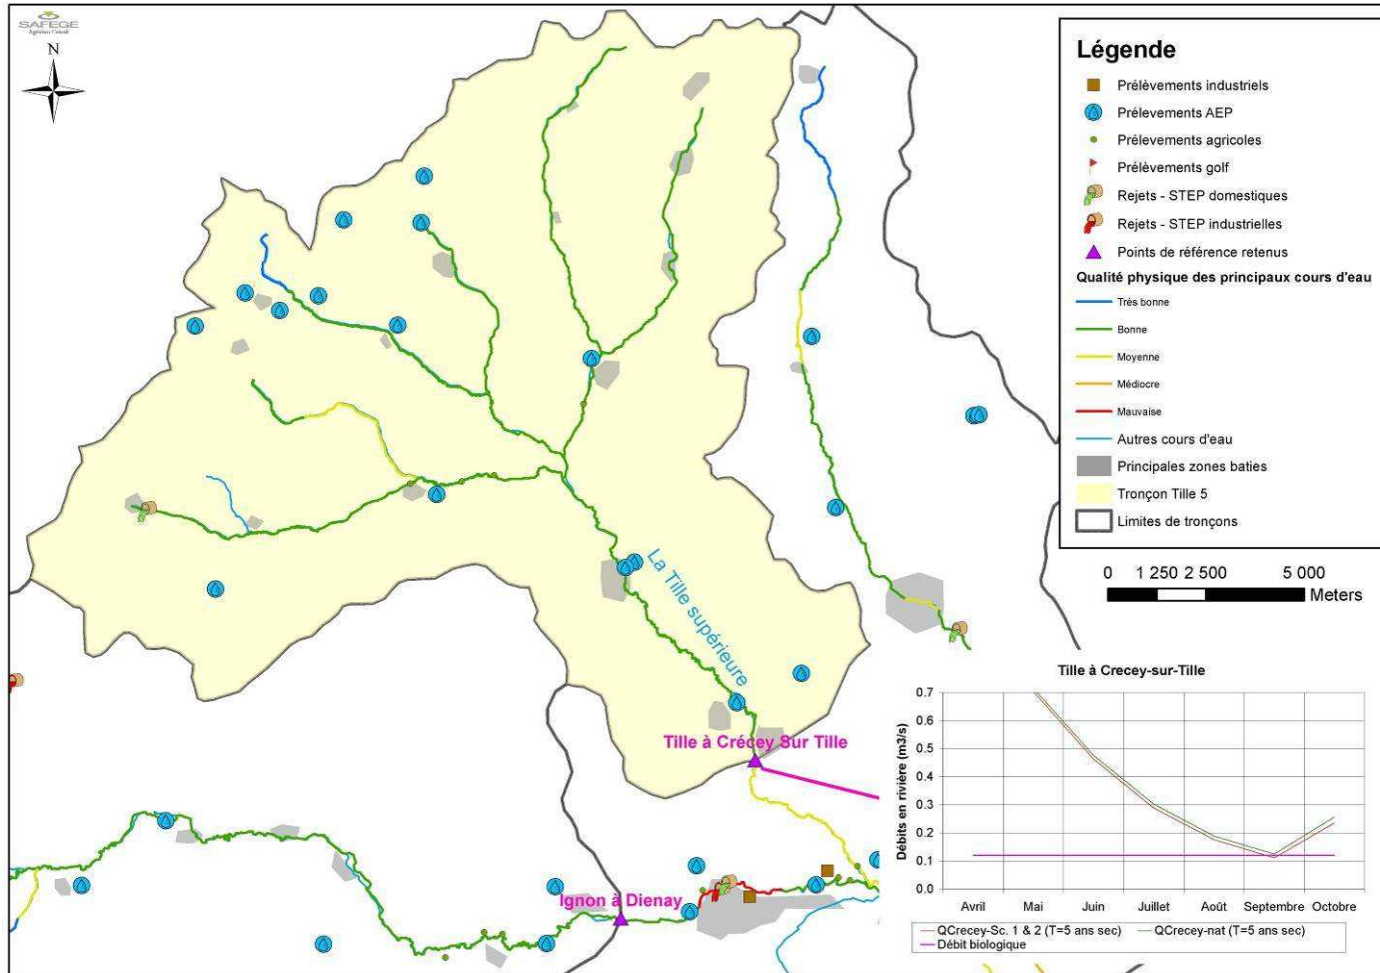 SAFEGE
Ingénieurs Conseils
N
Légende
Prélèvements industriels
Prélevements AEP
Prélevements agricoles
Prélèvements golf
Rejets - STEP domestiques
Rejets - STEP industrielles
Points de référence retenus
Qualité physique des principaux cours d'eau
Très bonne
Bonne
Moyenne
Médiocre
Mauvaise
Autres cours d'eau
Principales zones baties
Tronçon Tille 5
Limites de tronçons
0 1 250 2 500 5 000
Meters
La Tille supérieure
Tille à Crécey Sur Tille
Ignon à Dienay
Tille à Crecey-sur-Tille
Débits en rivière (m3/s)
0.7
0.6
0.5
0.4
0.3
0.2
0.1
0.0
Avril Mai Juin Juillet Août Septembre Octobre
QCrecey-Sc. 1 & 2 (T=5 ans sec) QCrecey-nat (T=5 ans sec)
Débit biologique